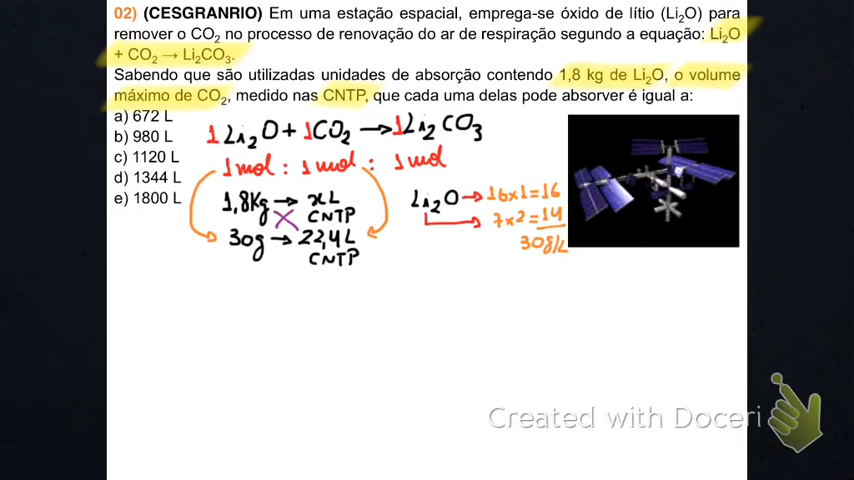 02) (CESGRANRIO) Em uma estação espacial, emprega-se óxido de lítio (Li₂O) para
remover o CO₂ no processo de renovação do ar de respiração segundo a equação: Li₂O
+ CO₂ → Li₂CO₃.
Sabendo que são utilizadas unidades de absorção contendo 1,8 kg de Li₂O, o volume
máximo de CO₂, medido nas CNTP, que cada uma delas pode absorver é igual a:
a) 672 L
b) 980 L
c) 1120 L
d) 1344 L
e) 1800 L
1Li₂O + 1CO₂ → 1Li₂CO₃
1mol : 1mol : 1mol
1,8Kg → x L
CNTP
30g → 22,4 L
CNTP
Li₂O → 16x1=16
7x2=14
30g/L
Created with Doceri